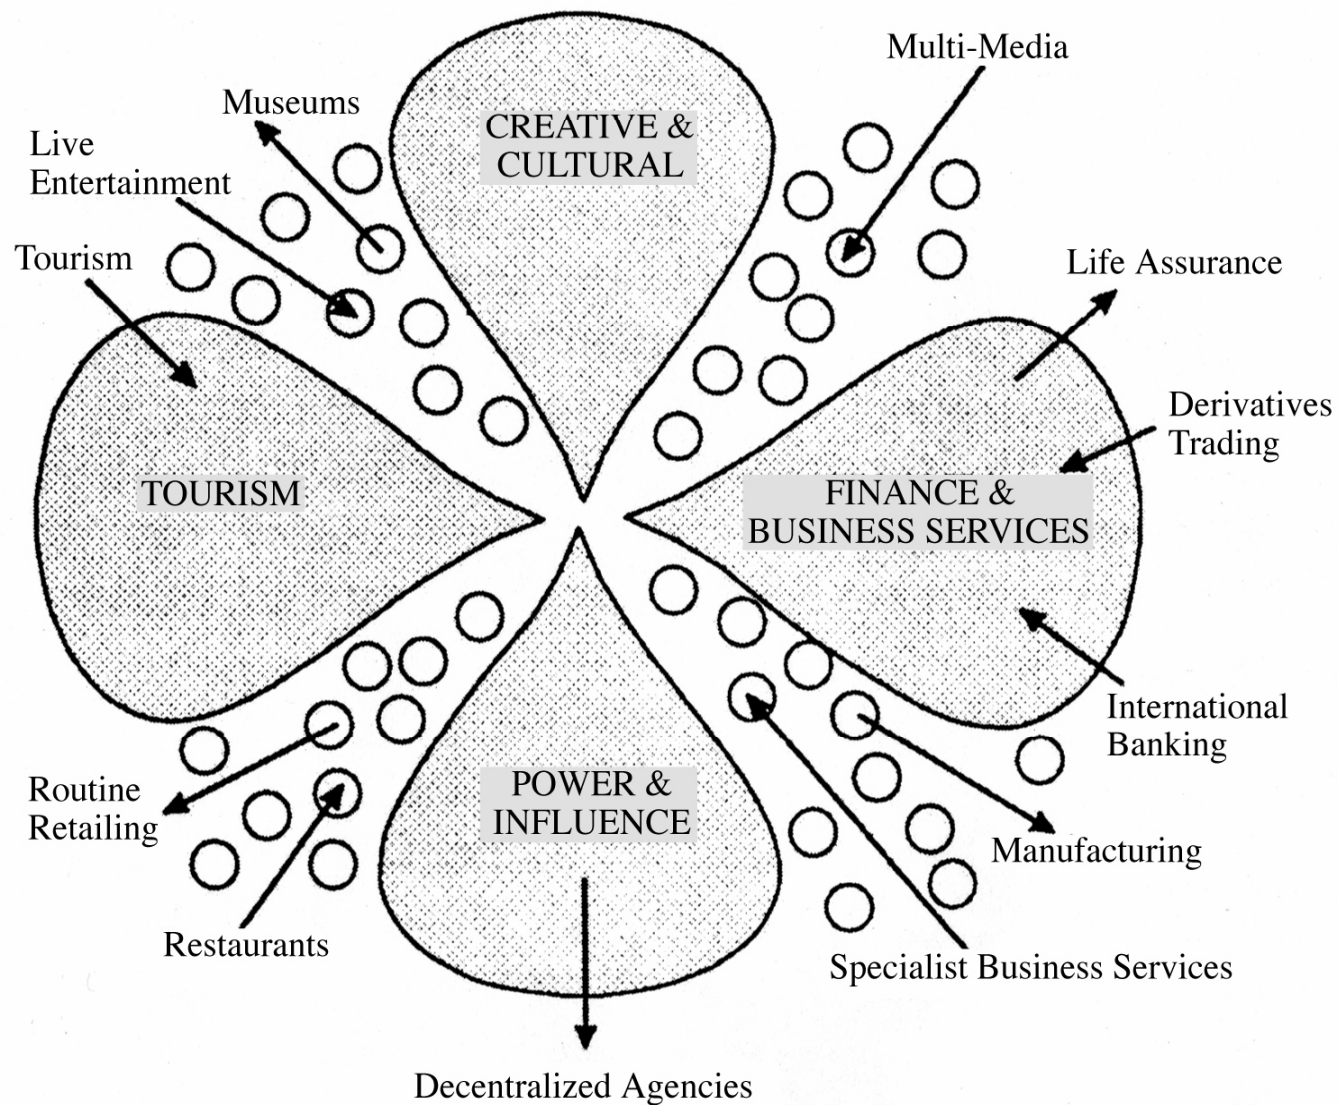 Multi-Media
Museums
CREATIVE &
CULTURAL
Live
Entertainment
Tourism
Life Assurance
Derivatives
Trading
TOURISM
FINANCE &
BUSINESS SERVICES
International
Banking
POWER &
INFLUENCE
Routine
Retailing
Manufacturing
Restaurants
Specialist Business Services
Decentralized Agencies